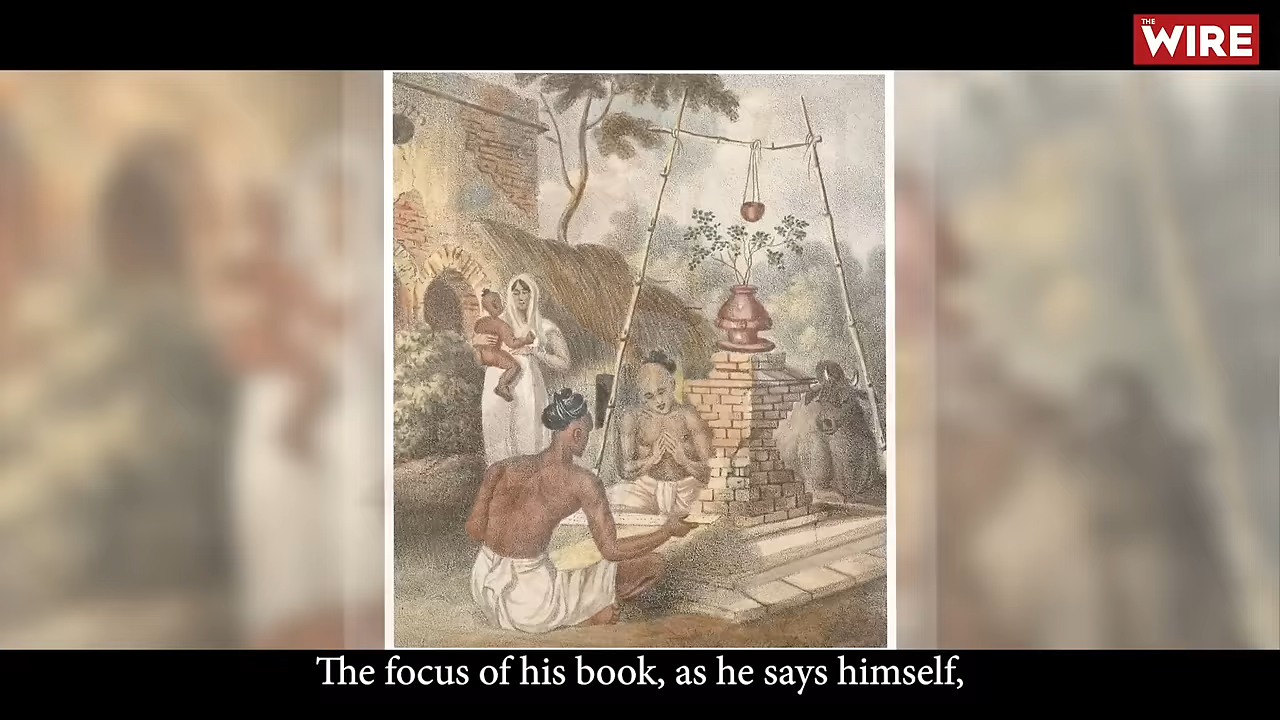 THE
WIRE
The focus of his book, as he says himself,